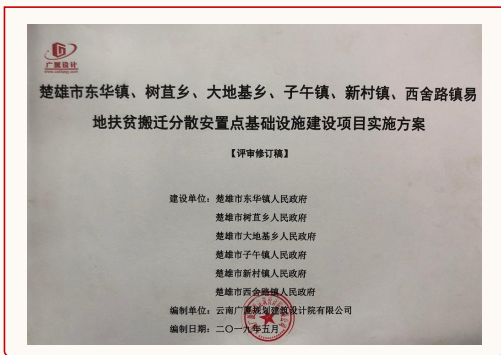 广厦设计
楚雄市东华镇、树苴乡、大地基乡、子午镇、新村镇、西舍路镇易
地扶贫搬迁分散安置点基础设施建设项目实施方案
【评审修订稿】
建设单位：楚雄市东华镇人民政府
楚雄市树苴乡人民政府
楚雄市大地基乡人民政府
楚雄市子午镇人民政府
楚雄市新村镇人民政府
楚雄市西舍路镇人民政府
编制单位：云南广厦规划建筑设计院有限公司
编制日期：二〇一九年五月